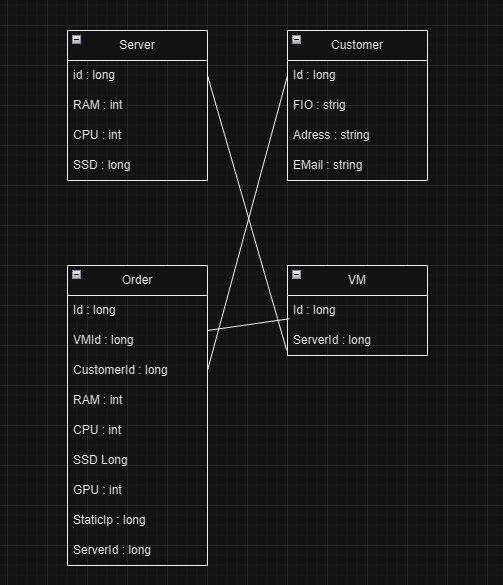 Server
id : long
RAM : int
CPU : int
SSD : long
Customer
Id : long
FIO : strig
Adress : string
EMail : string
Order
Id : long
VMId : long
CustomerId : long
RAM : int
CPU : int
SSD Long
GPU : int
StaticIp : long
ServerId : long
VM
Id : long
ServerId : long